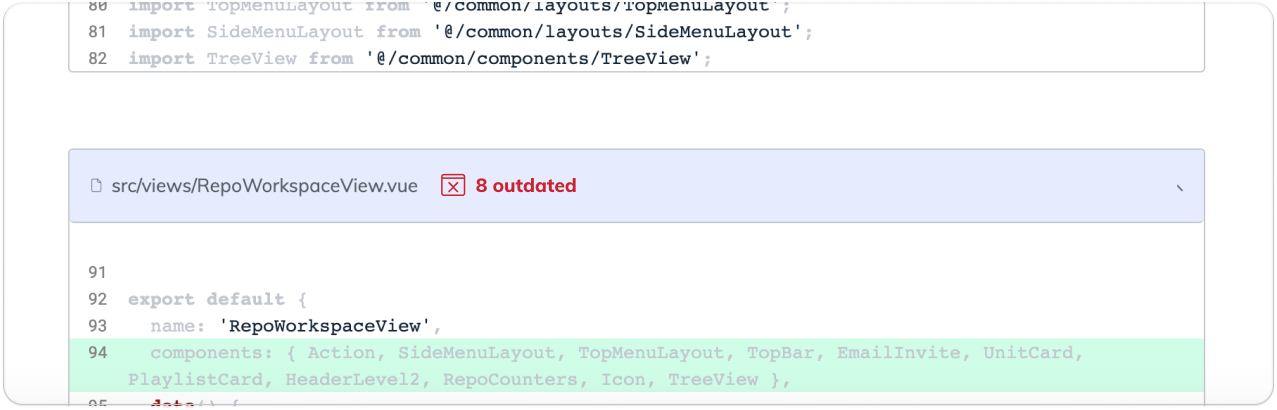 80 import TopMenuLayout from '@/common/layouts/TopMenuLayout';
81 import SideMenuLayout from '@/common/layouts/SideMenuLayout';
82 import TreeView from '@/common/components/TreeView';
src/views/RepoWorkspaceView.vue 8 outdated
91
92 export default {
93 name: 'RepoWorkspaceView',
94 components: { Action, SideMenuLayout, TopMenuLayout, TopBar, EmailInvite, UnitCard,
PlaylistCard, HeaderLevel2, RepoCounters, Icon, TreeView },
95 data() {